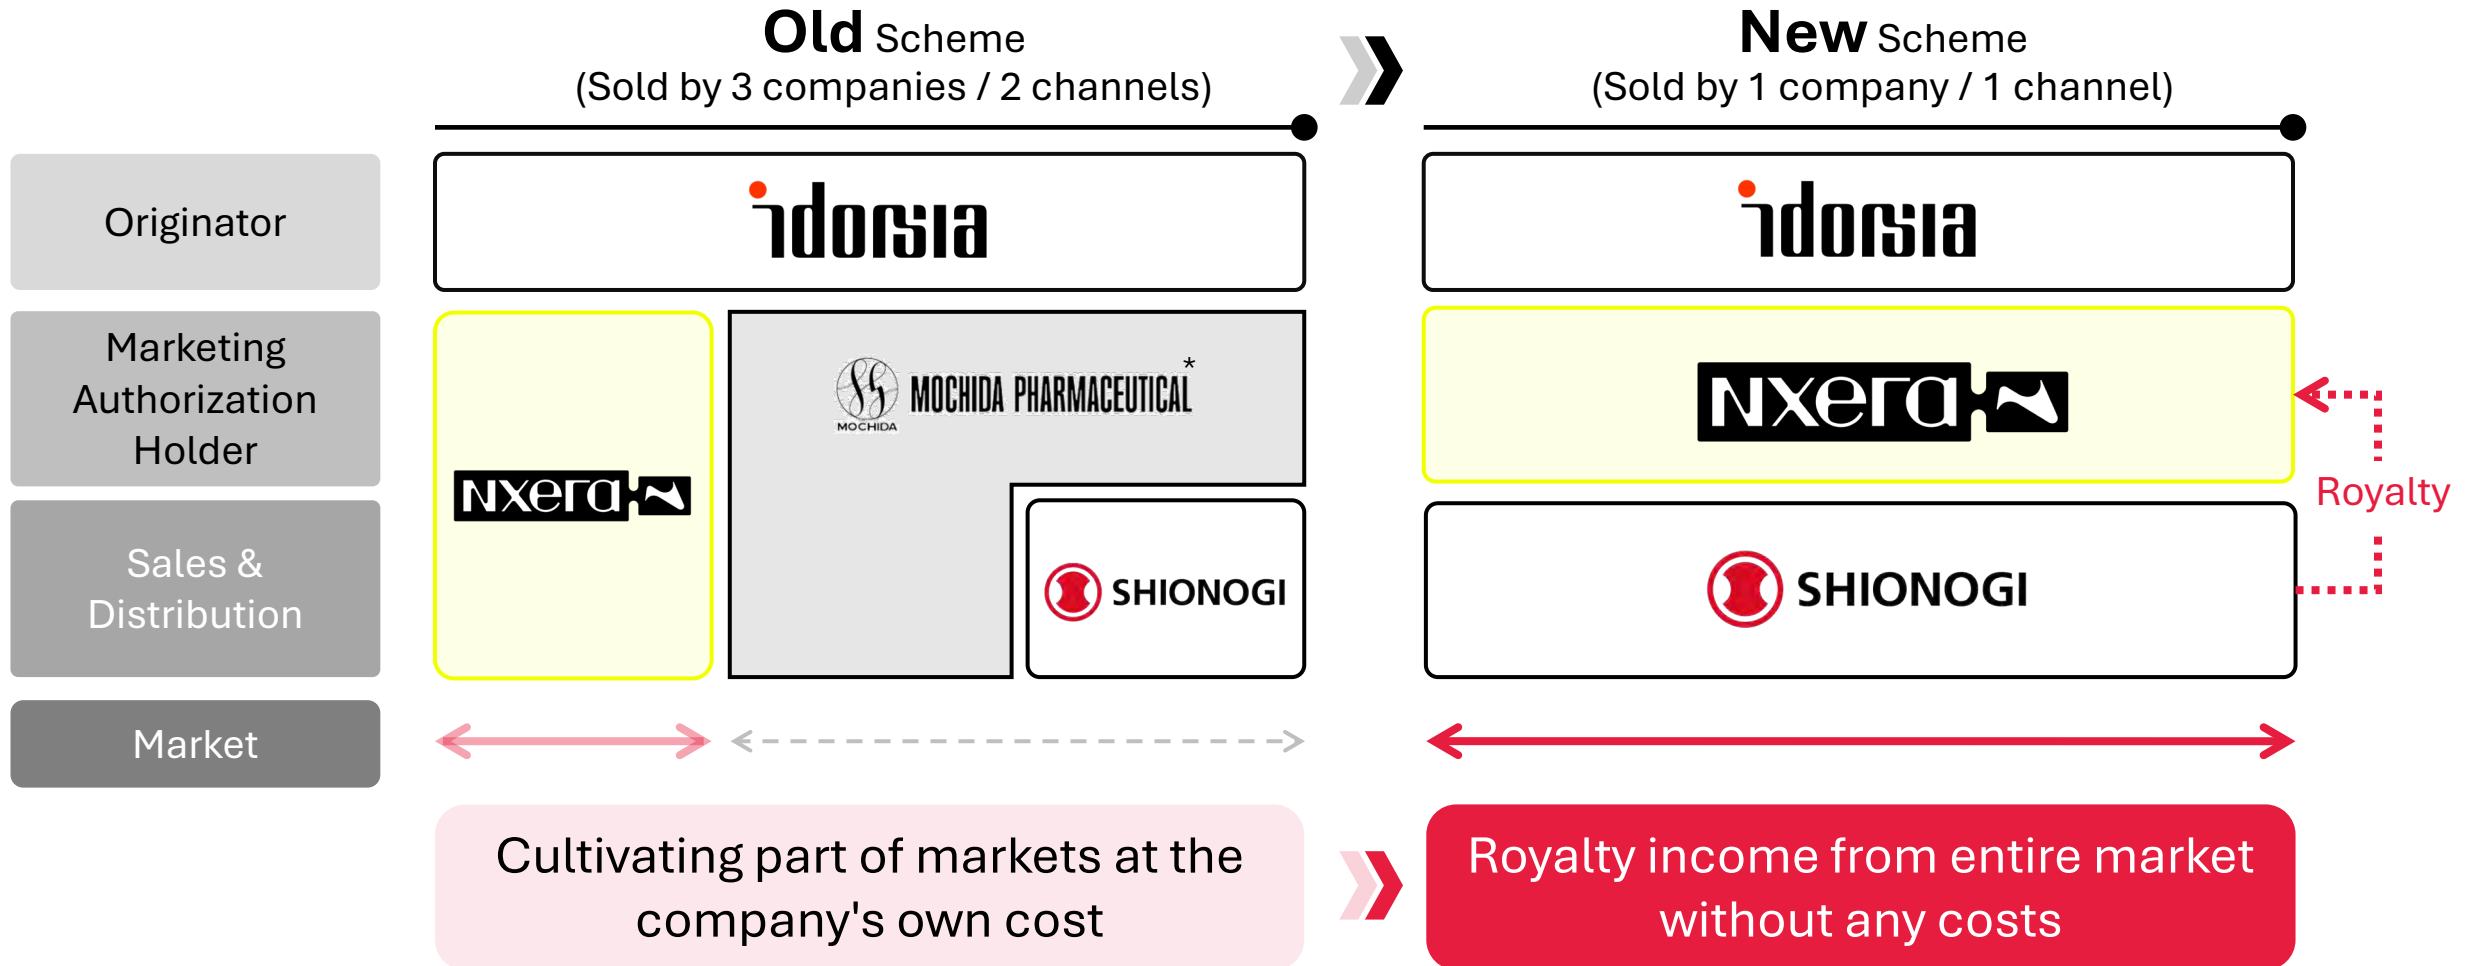 Old Scheme
(Sold by 3 companies / 2 channels)
New Scheme
(Sold by 1 company / 1 channel)
Originator
idorsia
idorsia
Marketing
Authorization
Holder
MOCHIDA
MOCHIDA PHARMACEUTICAL*
Nxera
Nxera
Royalty
Sales &
Distribution
SHIONOGI
SHIONOGI
Market
Cultivating part of markets at the
company's own cost
Royalty income from entire market
without any costs